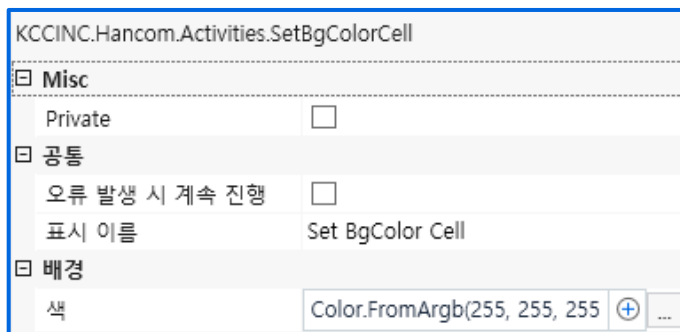 KCCINC.Hancom.Activities.SetBgColorCell
Misc
Private
공통
오류 발생 시 계속 진행
표시 이름 Set BgColor Cell
배경
색 Color.FromArgb(255, 255, 255 ...